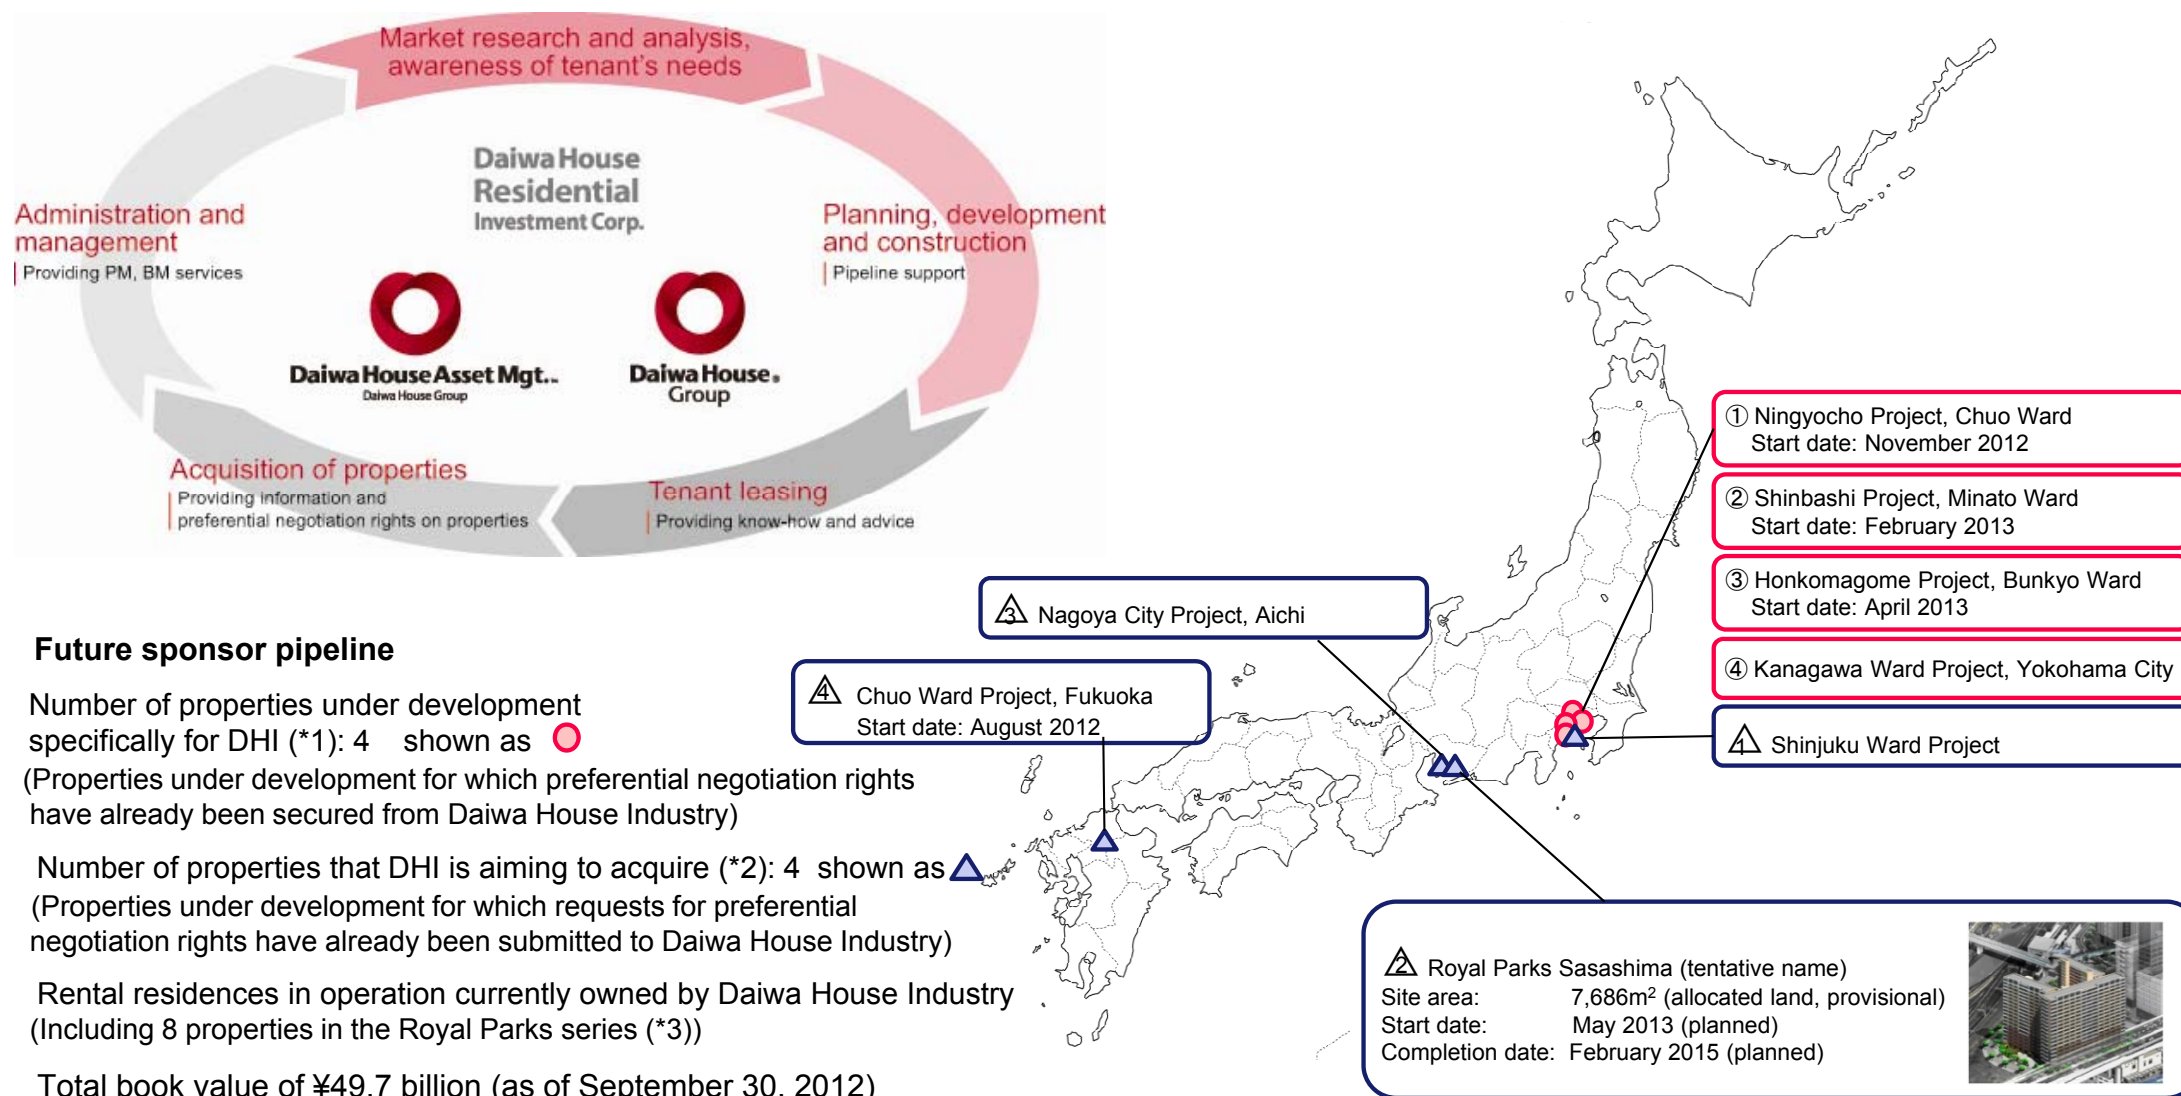 Market research and analysis,
awareness of tenant's needs
Daiwa House
Residential
Investment Corp.
Administration and
management
Providing PM, BM services
Planning, development
and construction
Pipeline support
Daiwa House Asset Mgt.™
Daiwa House Group
Daiwa House®
Group
Acquisition of properties
Providing information and
preferential negotiation rights on properties
Tenant leasing
Providing know-how and advice
① Ningyocho Project, Chuo Ward
Start date: November 2012
② Shinbashi Project, Minato Ward
Start date: February 2013
③ Honkomagome Project, Bunkyo Ward
Start date: April 2013
④ Kanagawa Ward Project, Yokohama City
1 Shinjuku Ward Project
3 Nagoya City Project, Aichi
4 Chuo Ward Project, Fukuoka
Start date: August 2012
Future sponsor pipeline
Number of properties under development
specifically for DHI (*1): 4 shown as
(Properties under development for which preferential negotiation rights
have already been secured from Daiwa House Industry)
Number of properties that DHI is aiming to acquire (*2): 4 shown as
(Properties under development for which requests for preferential
negotiation rights have already been submitted to Daiwa House Industry)
Rental residences in operation currently owned by Daiwa House Industry
(Including 8 properties in the Royal Parks series (*3))
Total book value of ¥49.7 billion (as of September 30, 2012)
2 Royal Parks Sasashima (tentative name)
Site area: 7,686m² (allocated land, provisional)
Start date: May 2013 (planned)
Completion date: February 2015 (planned)